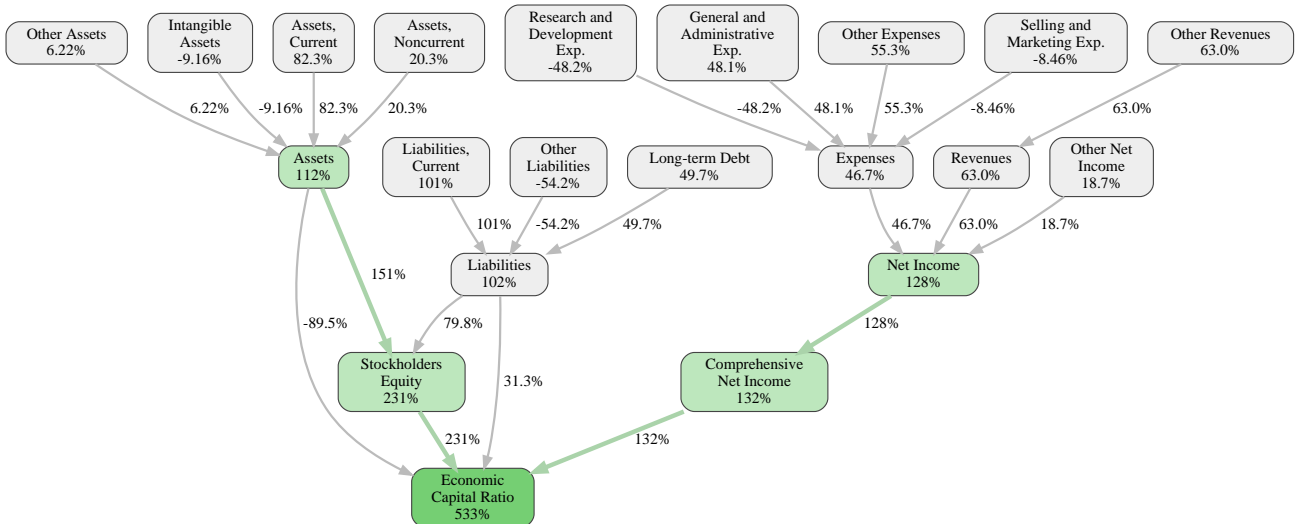 Other Assets
6.22%
Intangible
Assets
-9.16%
Assets,
Current
82.3%
Assets,
Noncurrent
20.3%
Research and
Development
Exp.
-48.2%
General and
Administrative
Exp.
48.1%
Other Expenses
55.3%
Selling and
Marketing Exp.
-8.46%
Other Revenues
63.0%
6.22%
-9.16%
82.3%
20.3%
-48.2%
48.1%
55.3%
-8.46%
63.0%
Assets
112%
Liabilities,
Current
101%
Other
Liabilities
-54.2%
Long-term Debt
49.7%
Expenses
46.7%
Revenues
63.0%
Other Net
Income
18.7%
101%
-54.2%
49.7%
46.7%
63.0%
18.7%
151%
Liabilities
102%
Net Income
128%
-89.5%
79.8%
128%
Stockholders
Equity
231%
31.3%
Comprehensive
Net Income
132%
231%
132%
Economic
Capital Ratio
533%